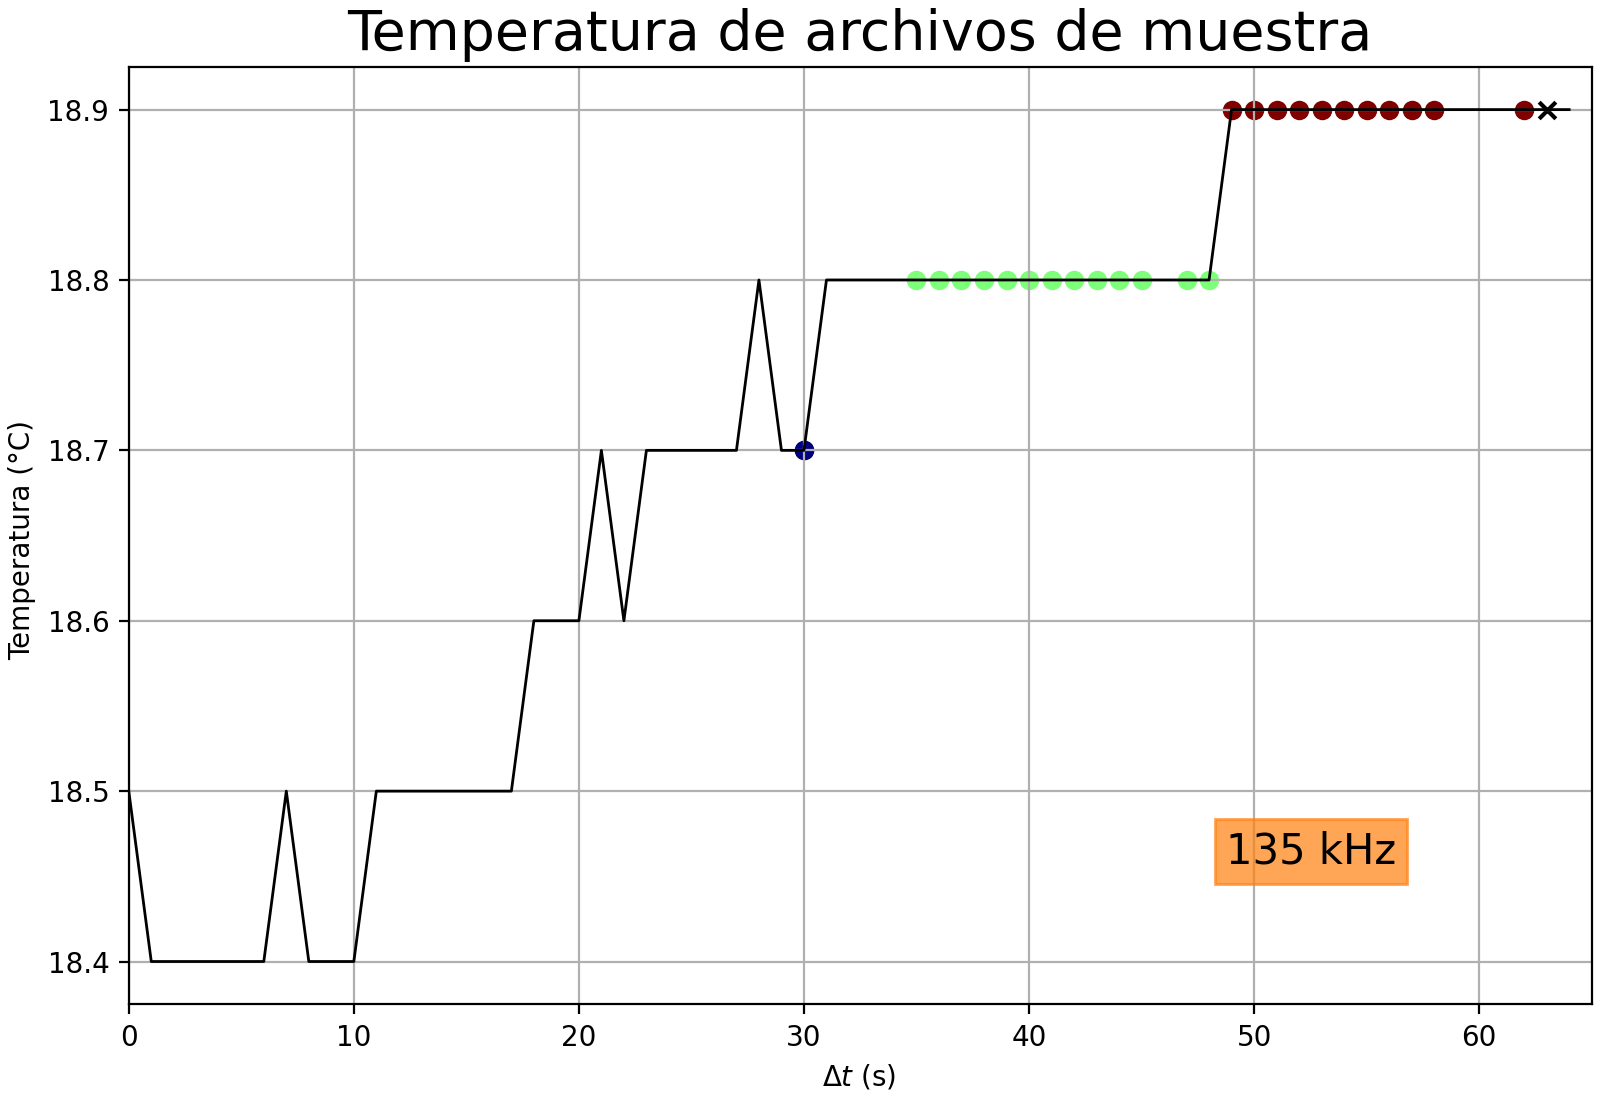 Temperatura de archivos de muestra
Temperatura (°C)
18.9
18.8
18.7
18.6
18.5
18.4
135 kHz
0 10 20 30 40 50 60
Δt (s)